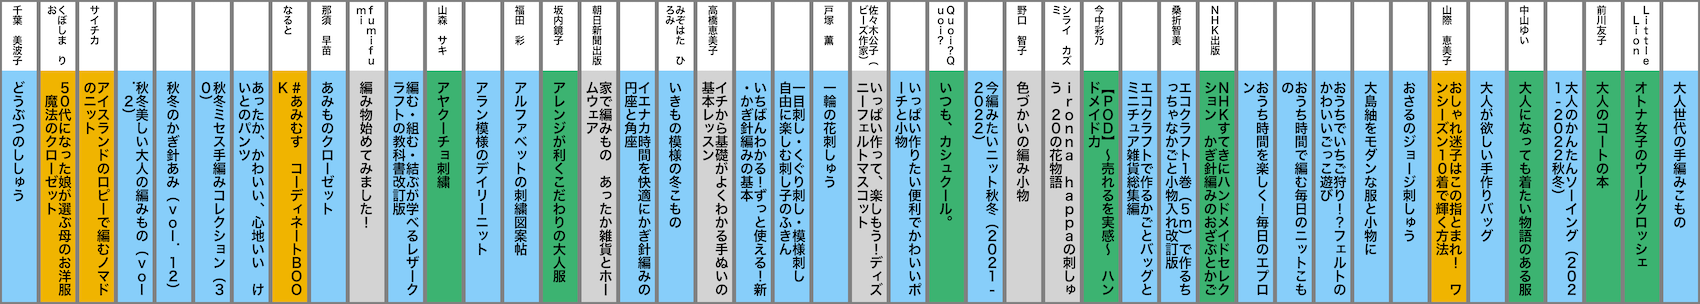 千葉　美波子
どうぶつのししゅう
くぼしま　り
お
５０代になった娘が選ぶ母のお洋服
魔法のクローゼット
サイチカ
アイスランドのロピーで編むノマド
のニット
秋冬美しい大人の編みもの（ｖｏｌ
．２）
秋冬のかぎ針あみ（ｖｏｌ．１２）
秋冬ミセス手編みコレクション（３
０）
あったか、かわいい、心地いい　け
いとのパンツ
なると
＃あみむす　コーディネートＢＯＯ
Ｋ
那須　早苗
あみものクローゼット
ｆｕｍｉｆｕ
ｍｉ
編み物始めてみました！
編む・組む・結ぶが学べるレザーク
ラフトの教科書改訂版
山森　サキ
アヤクーチョ刺繍
アラン模様のデイリーニット
福田　彩
アルファベットの刺繍図案帖
坂内鏡子
アレンジが利くこだわりの大人服
朝日新聞出版
家で編みもの　あったか雑貨とホー
ムウェア
イエナカ時間を快適にかぎ針編みの
円座と角座
みぞはた　ひ
ろみ
いきもの模様の冬こもの
高橋恵美子
イチから基礎がよくわかる手ぬいの
基本レッスン
いちばんわかる！ずっと使える！新
・かぎ針編みの基本
一目刺し・くぐり刺し・模様刺し
自由に楽しむ刺し子のふきん
戸塚　薫
一輪の花刺しゅう
佐々木公子（
ビーズ作家）
いっぱい作って、楽しもう！ディズ
ニーフェルトマスコット
いっぱい作りたい便利でかわいいポ
ーチと小物
Ｑｕｏｉ？Ｑ
ｕｏｉ？
いつも、カシュクール。
今編みたいニット秋冬（２０２１‐
２０２２）
野口　智子
色づかいの編み小物
シライ　カズ
ミ
ｉｒｏｎｎａ　ｈａｐｐａの刺しゅ
う　２０の花物語
今中彩乃
【ＰＯＤ】～売れるを実感～　ハン
ドメイド力
エコクラフトで作るかごとバッグと
ミニチュア雑貨総集編
桑折智美
エコクラフト１巻（５ｍ）で作るち
っちゃなかごと小物入れ改訂版
ＮＨＫ出版
ＮＨＫすてきにハンドメイドセレク
ション　かぎ針編みのおざぶとかご
おうち時間を楽しく！毎日のエプロ
ン
おうち時間で編む毎日のニットこも
の
おうちでいちご狩り！？フェルトの
かわいいごっこ遊び
大島紬をモダンな服と小物に
おさるのジョージ刺しゅう
山際　恵美子
おしゃれ迷子はこの指とまれ！　ワ
ンシーズン１０着で輝く方法
大人が欲しい手作りバッグ
中山ゆい
大人になっても着たい物語のある服
大人のかんたんソーイング（２０２
１‐２０２２秋冬）
前川友子
大人のコートの本
Ｌｉｔｔｌｅ
Ｌｉｏｎ
オトナ女子のウールクロッシェ
大人世代の手編みこもの